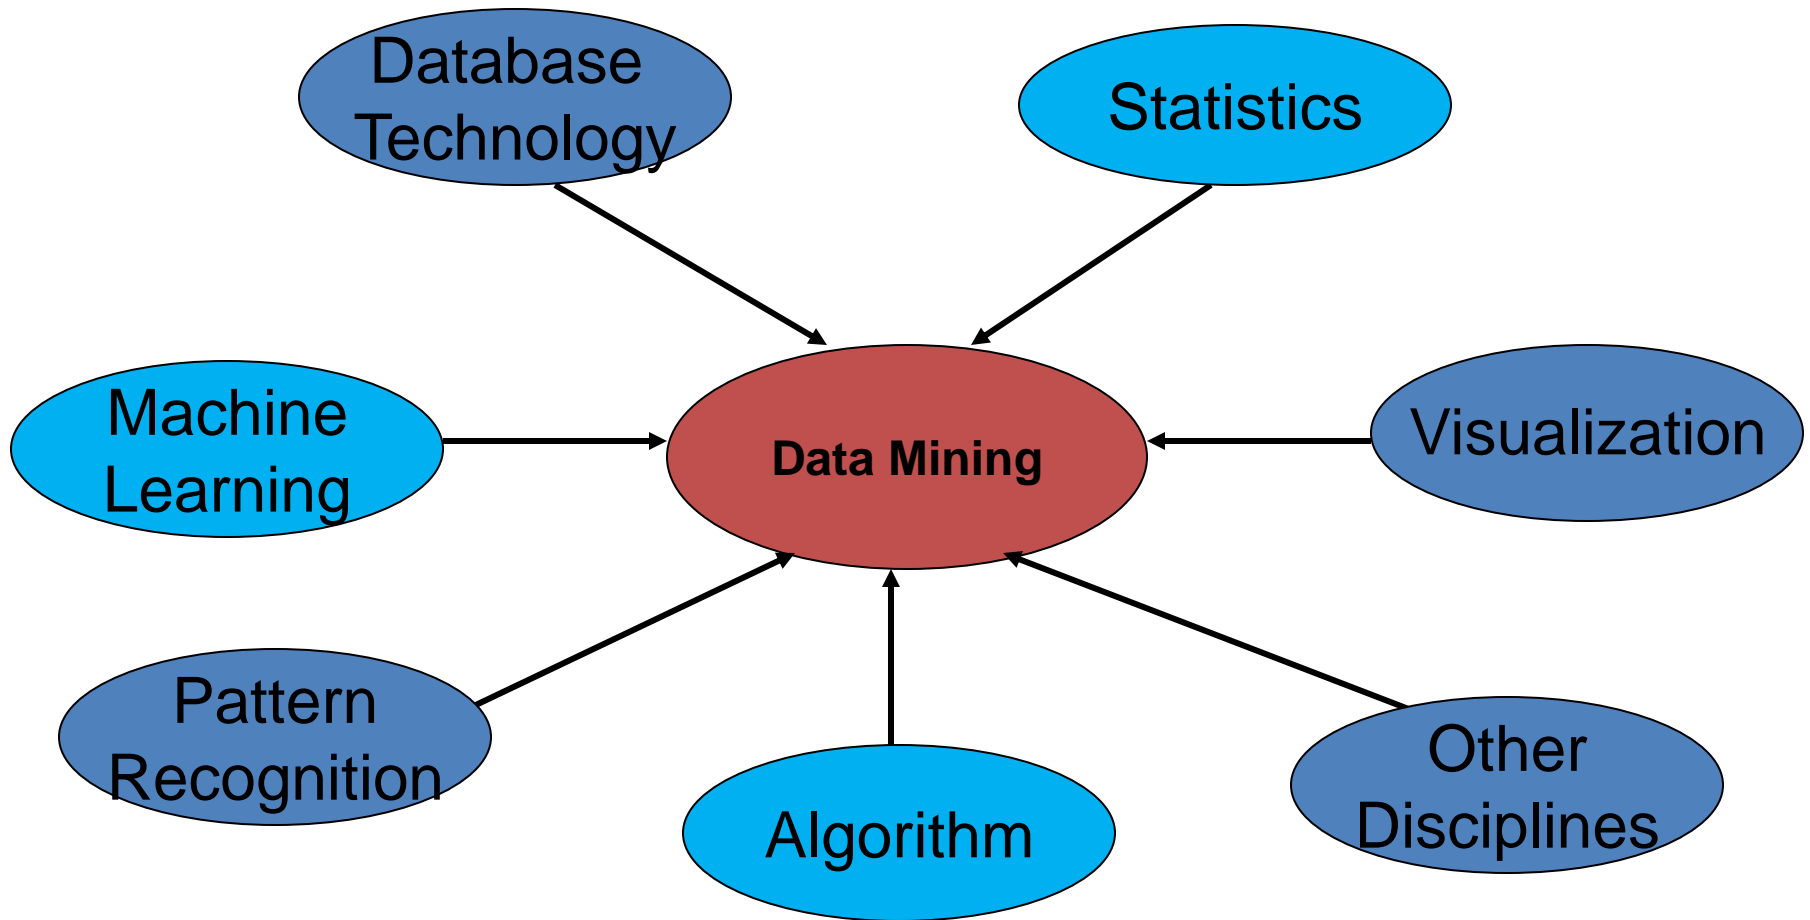 Database
Technology
Statistics
Machine
Learning
Data Mining
Visualization
Pattern
Recognition
Algorithm
Other
Disciplines